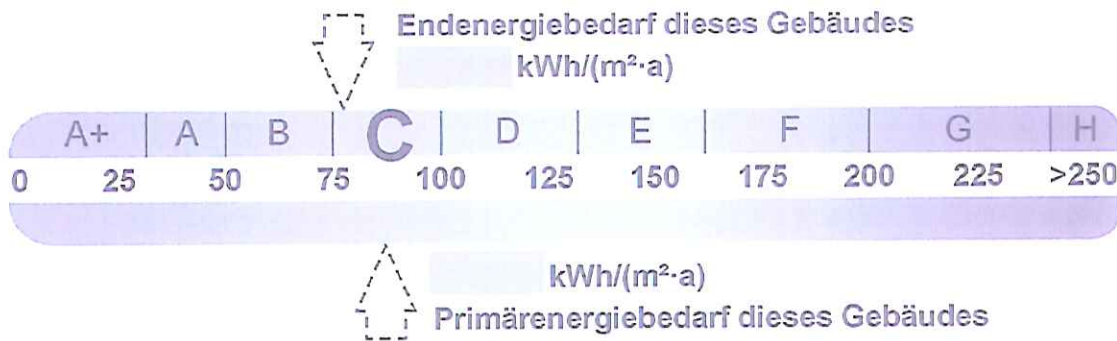 Endenergiebedarf dieses Gebäudes
kWh/(m²·a)
A+ A B C D E F G H
0 25 50 75 100 125 150 175 200 225 >250
kWh/(m²·a)
Primärenergiebedarf dieses Gebäudes